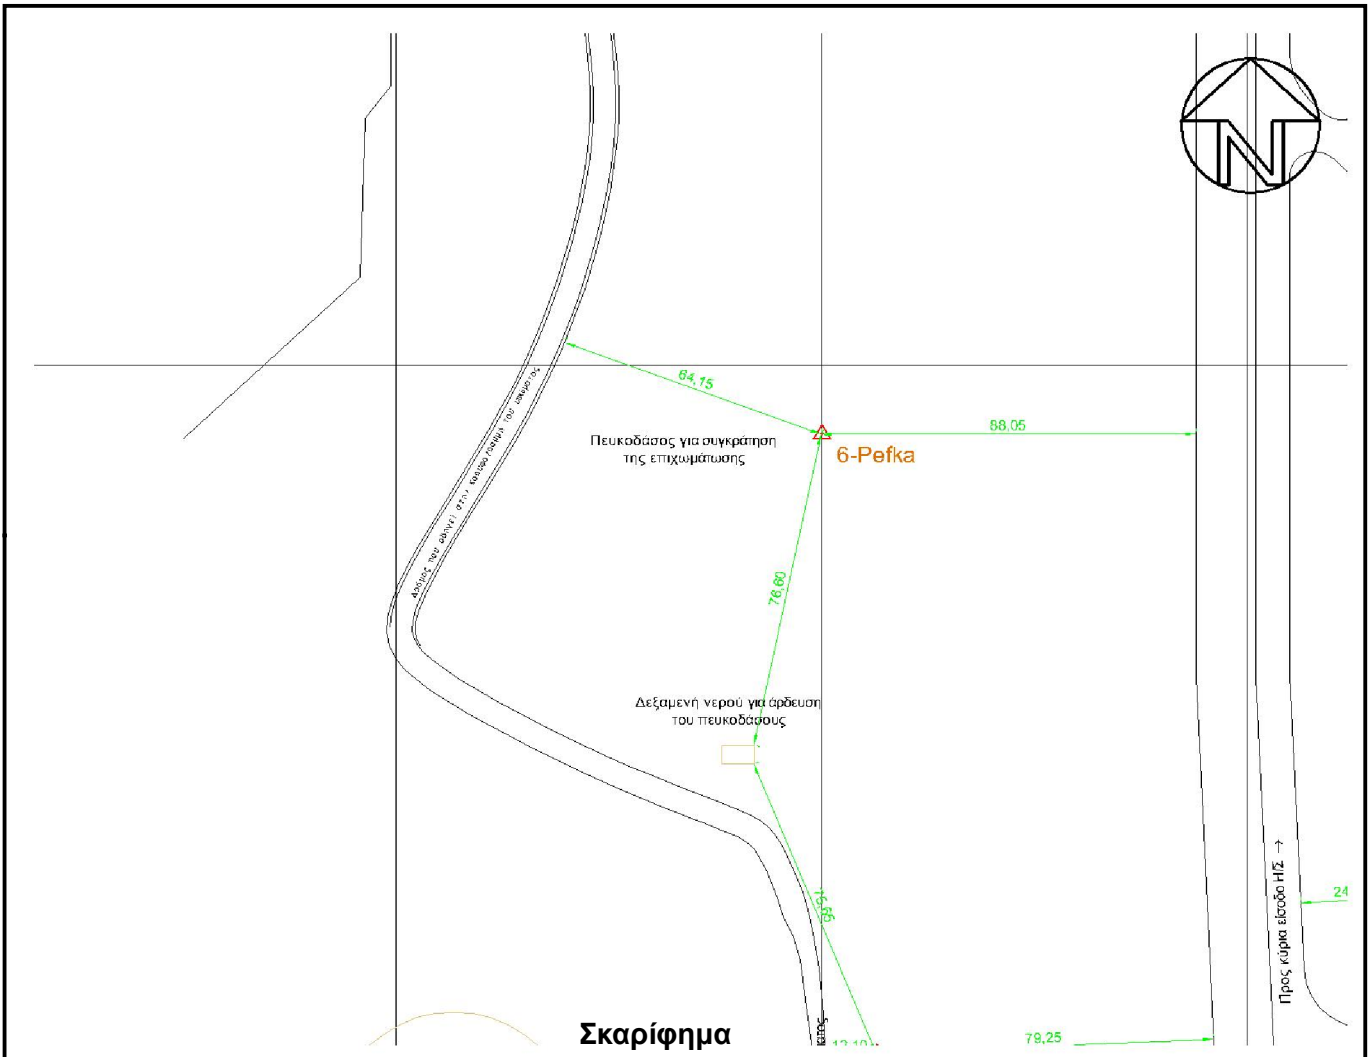 N
64,15
88,05
Πευκοδάσος για συγκράτηση
της επιχωμάτωσης
6-Pefka
76,60
Δεξαμενή νερού για άρδευση
του πευκοδάσους
24
Προς κύρια είσοδο Η/Σ →
Σκαρίφημα
79,25